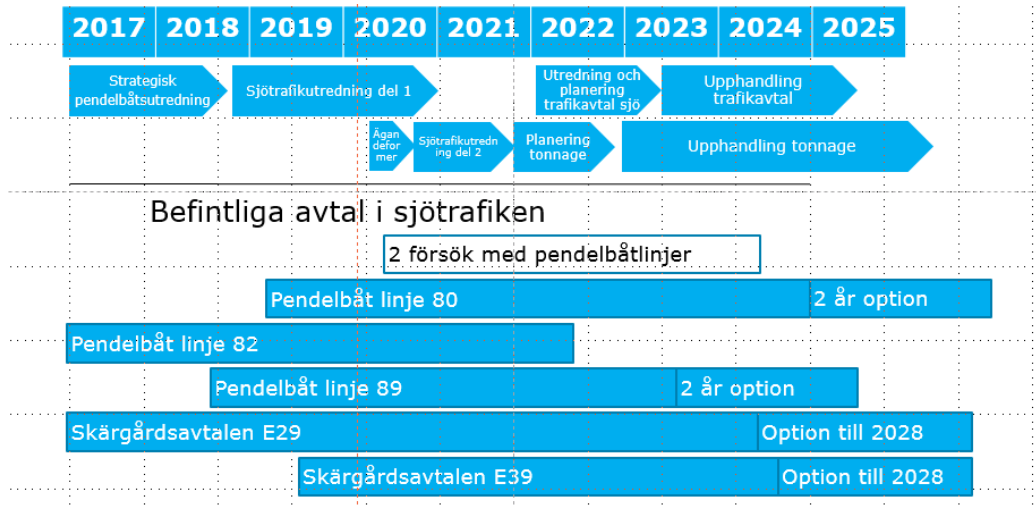 2017 2018 2019 2020 2021 2022 2023 2024 2025
Strategisk
pendelbåtsutredning
Sjötrafikutredning del 1
Utredning och
planering
trafikavtal sjö
Upphandling
trafikavtal
Ägan
defor
mer
Sjötrafikutredn
ing del 2
Planering
tonnage
Upphandling tonnage
Befintliga avtal i sjötrafiken
2 försök med pendelbåtlinjer
Pendelbåt linje 80
2 år option
Pendelbåt linje 82
Pendelbåt linje 89
2 år option
Skärgårdsavtalen E29
Option till 2028
Skärgårdsavtalen E39
Option till 2028